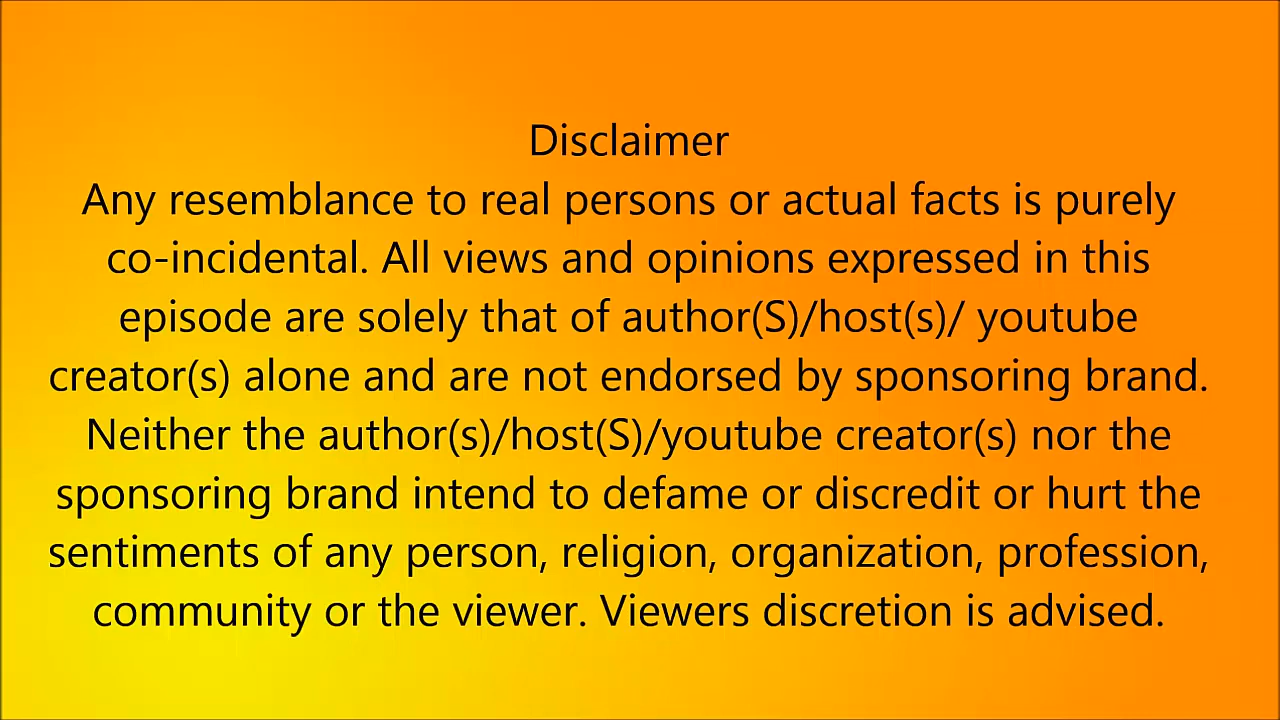 Disclaimer
Any resemblance to real persons or actual facts is purely
co-incidental. All views and opinions expressed in this
episode are solely that of author(S)/host(s)/ youtube
creator(s) alone and are not endorsed by sponsoring brand.
Neither the author(s)/host(S)/youtube creator(s) nor the
sponsoring brand intend to defame or discredit or hurt the
sentiments of any person, religion, organization, profession,
community or the viewer. Viewers discretion is advised.